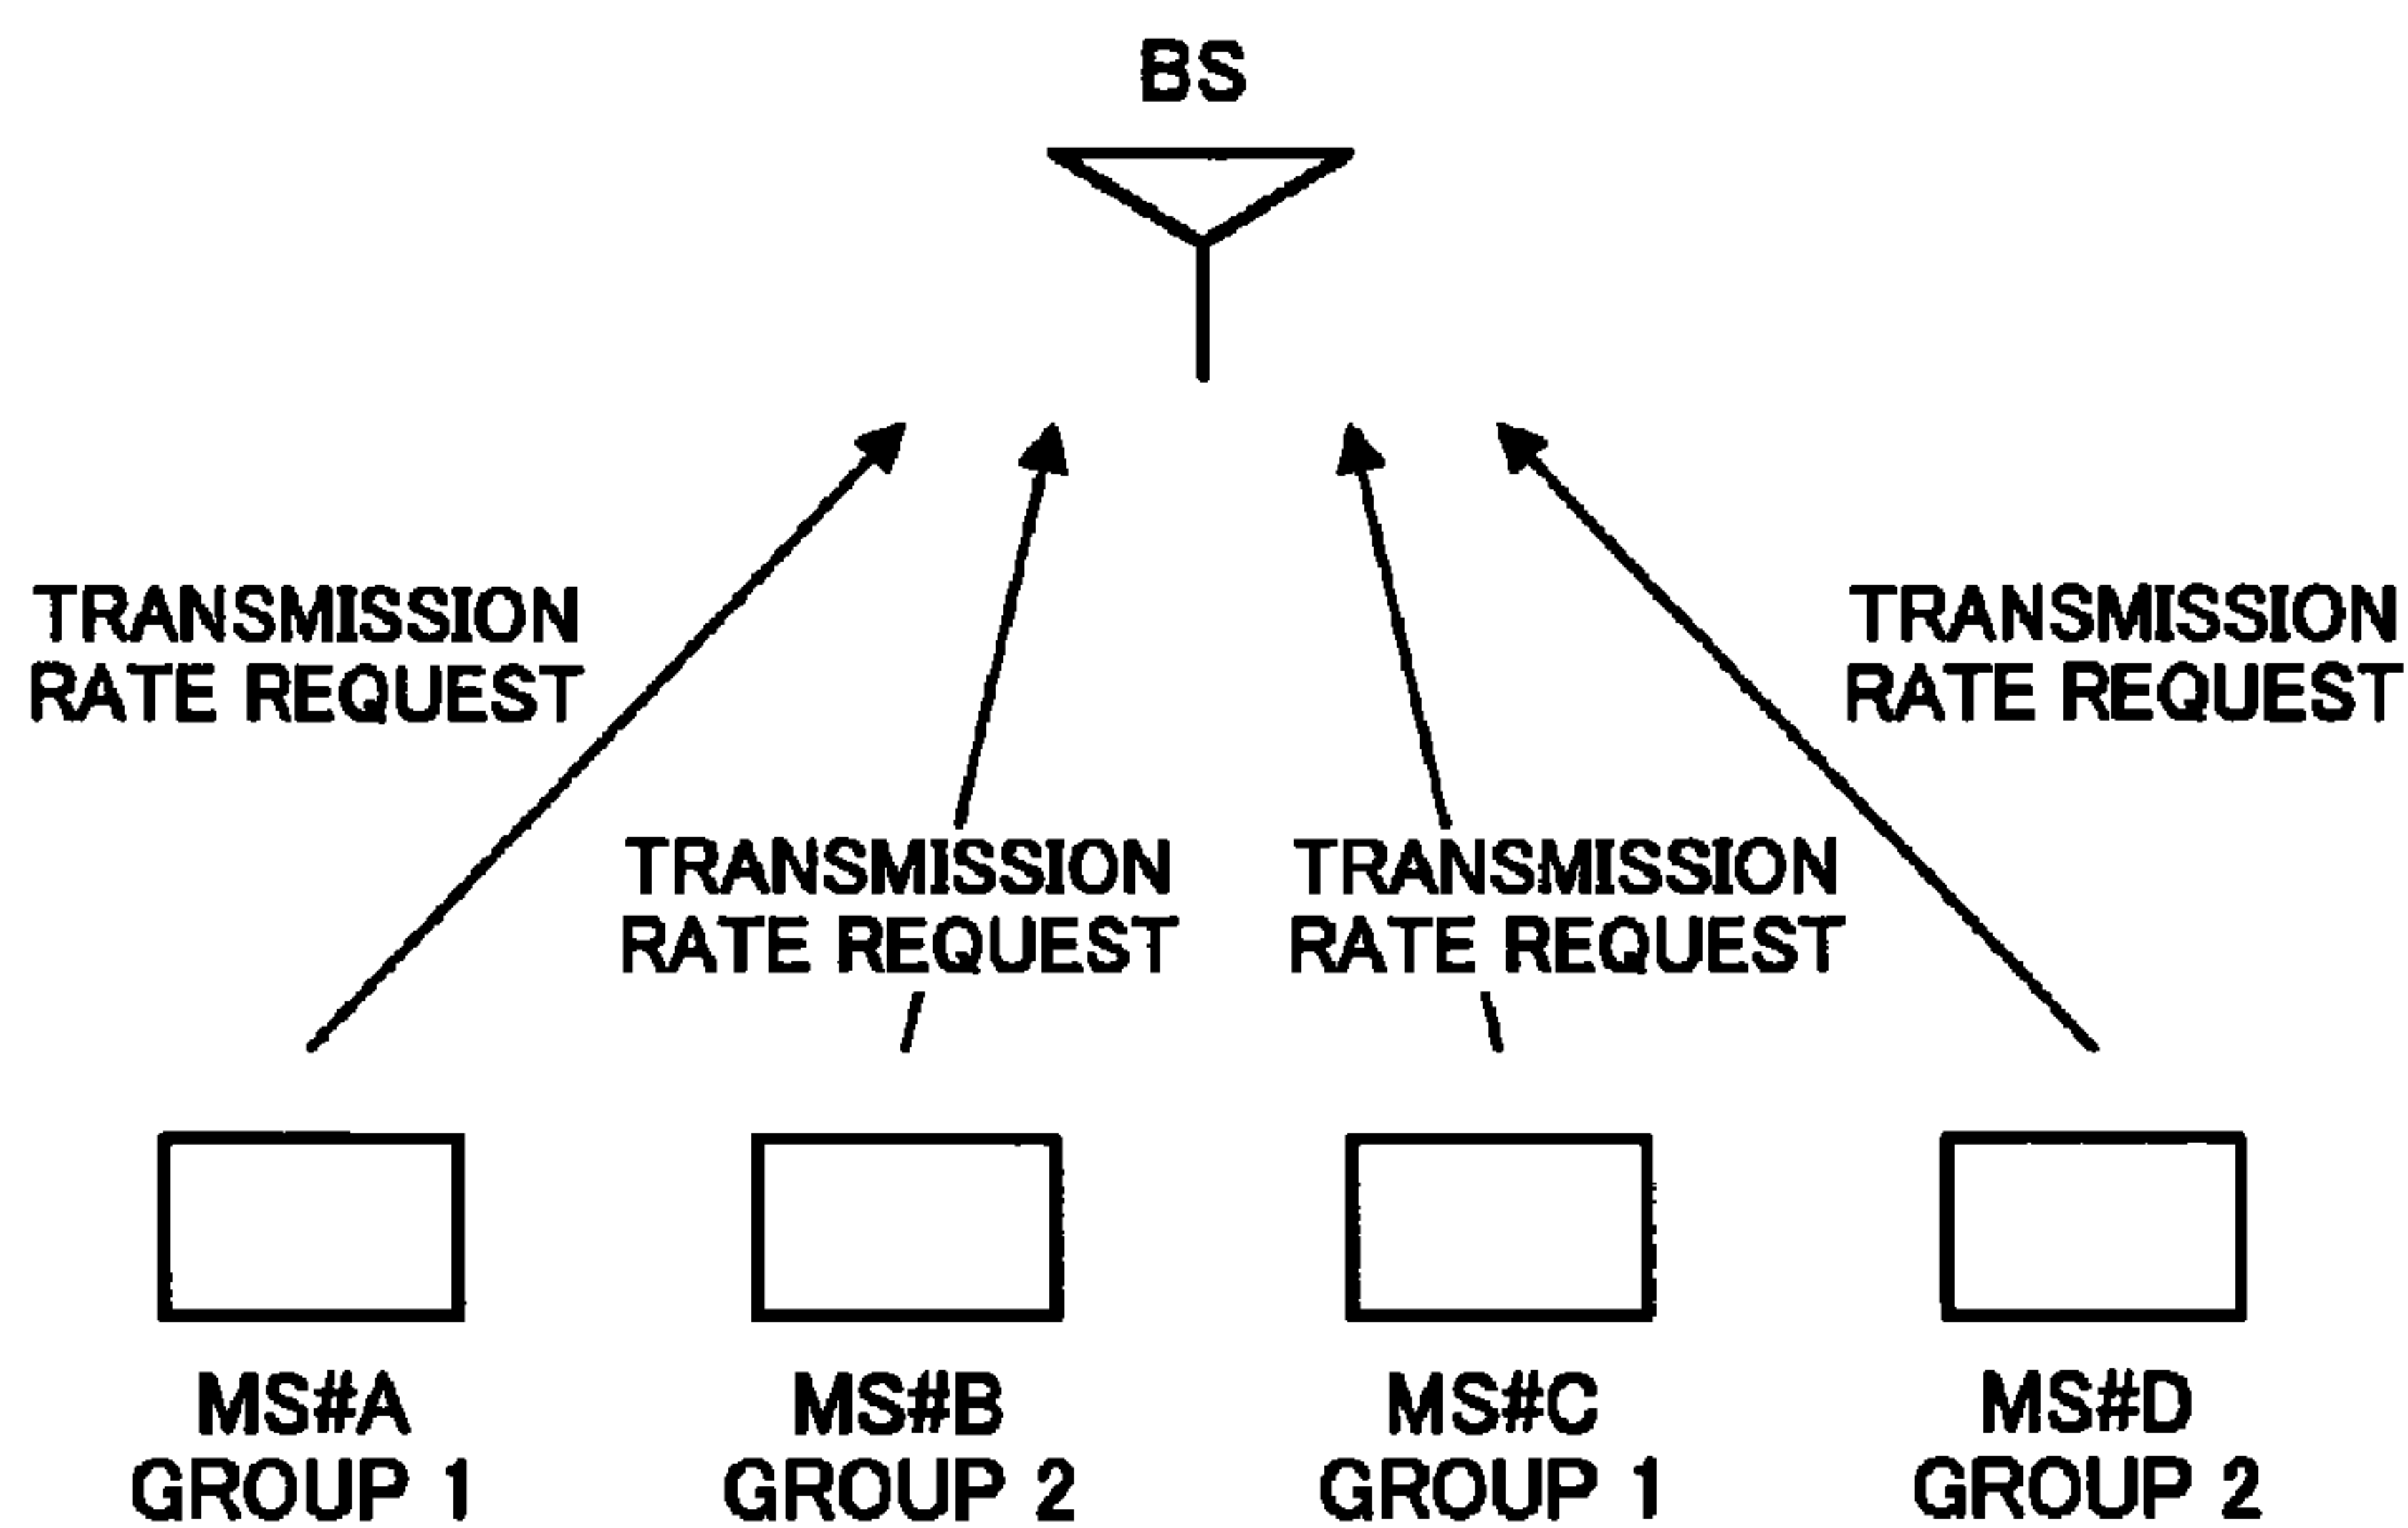 BS
TRANSMISSION
RATE REQUEST
TRANSMISSION
RATE REQUEST
TRANSMISSION
RATE REQUEST
TRANSMISSION
RATE REQUEST
MS#A
GROUP 1
MS#B
GROUP 2
MS#C
GROUP 1
MS#D
GROUP 2